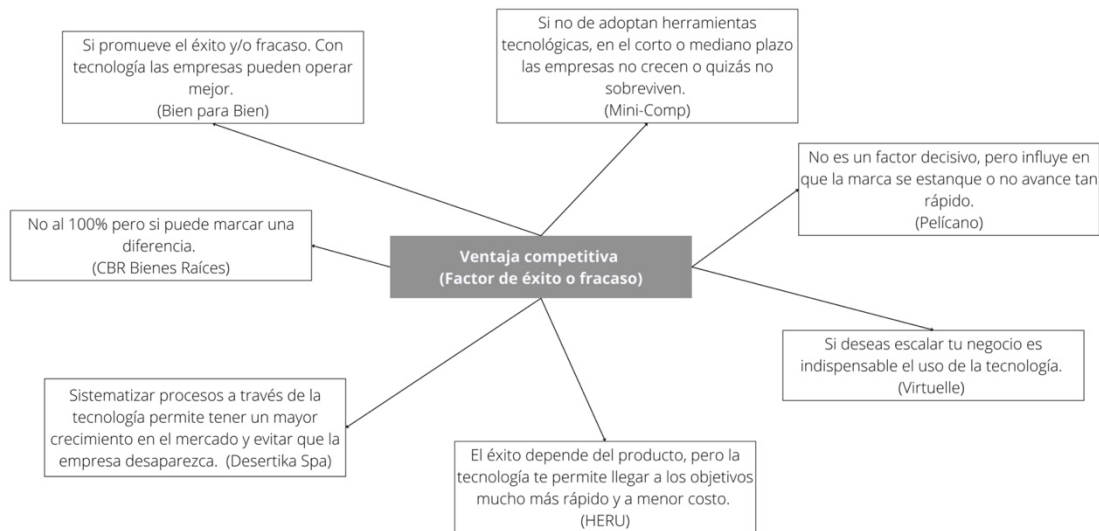 Si promueve el éxito y/o fracaso. Con
tecnología las empresas pueden operar
mejor.
(Bien para Bien)
Si no de adoptan herramientas
tecnológicas, en el corto o mediano plazo
las empresas no crecen o quizás no
sobreviven.
(Mini-Comp)
No es un factor decisivo, pero influye en
que la marca se estanque o no avance tan
rápido.
(Pelícano)
No al 100% pero si puede marcar una
diferencia.
(CBR Bienes Raíces)
Ventaja competitiva
(Factor de éxito o fracaso)
Si deseas escalar tu negocio es
indispensable el uso de la tecnología.
(Virtuelle)
Sistematizar procesos a través de la
tecnología permite tener un mayor
crecimiento en el mercado y evitar que la
empresa desaparezca. (Desertika Spa)
El éxito depende del producto, pero la
tecnología te permite llegar a los objetivos
mucho más rápido y a menor costo.
(HERU)